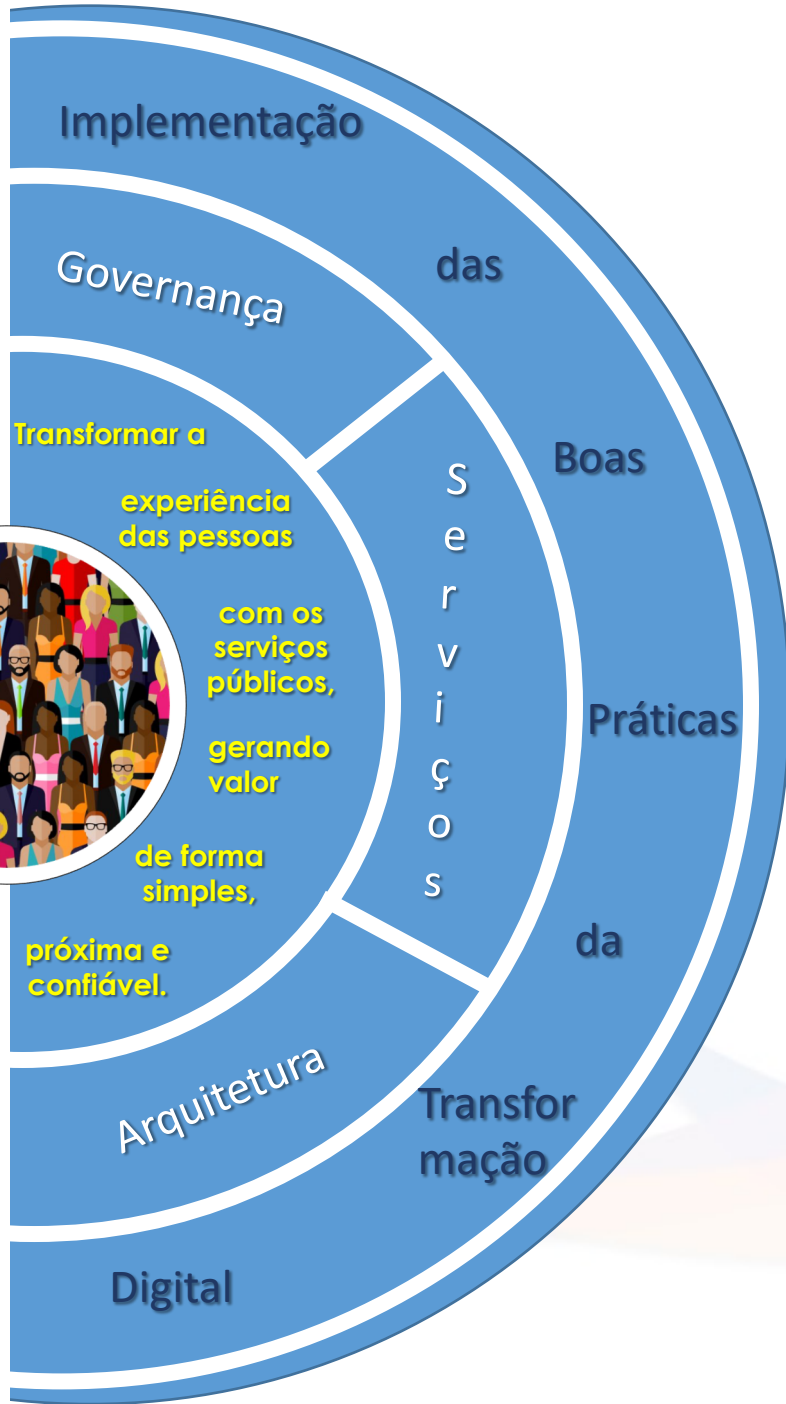 Implementação
das
Boas
Práticas
da
Transfor
mação
Digital
Governança
Serviços
Arquitetura
Transformar a
experiência
das pessoas
com os
serviços
públicos,
gerando
valor
de forma
simples,
próxima e
confiável.